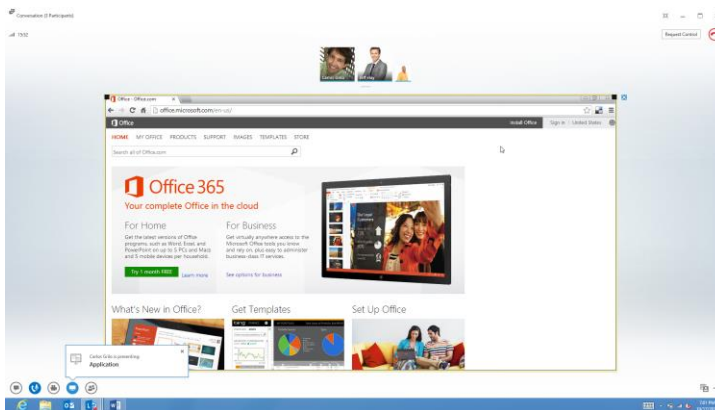 Conversation (3 Participants)
15:02
Request Control
Office - Office.com
office.microsoft.com/en-us/
Office
Install Office
Sign in
United States
HOME MY OFFICE PRODUCTS SUPPORT IMAGES TEMPLATES STORE
Search all of Office.com
Office 365
Your complete Office in the cloud
For Home
Get the latest versions of Office
programs, such as Word, Excel, and
PowerPoint on up to 5 PCs and Macs
and 5 mobile devices per household.
Try 1 month FREE
Learn more
For Business
Get virtually anywhere access to the
Microsoft Office tools you know
and rely on, plus easy to administer
business-class IT services.
See options for business
What's New in Office?
Get Templates
Set Up Office
is presenting
Application